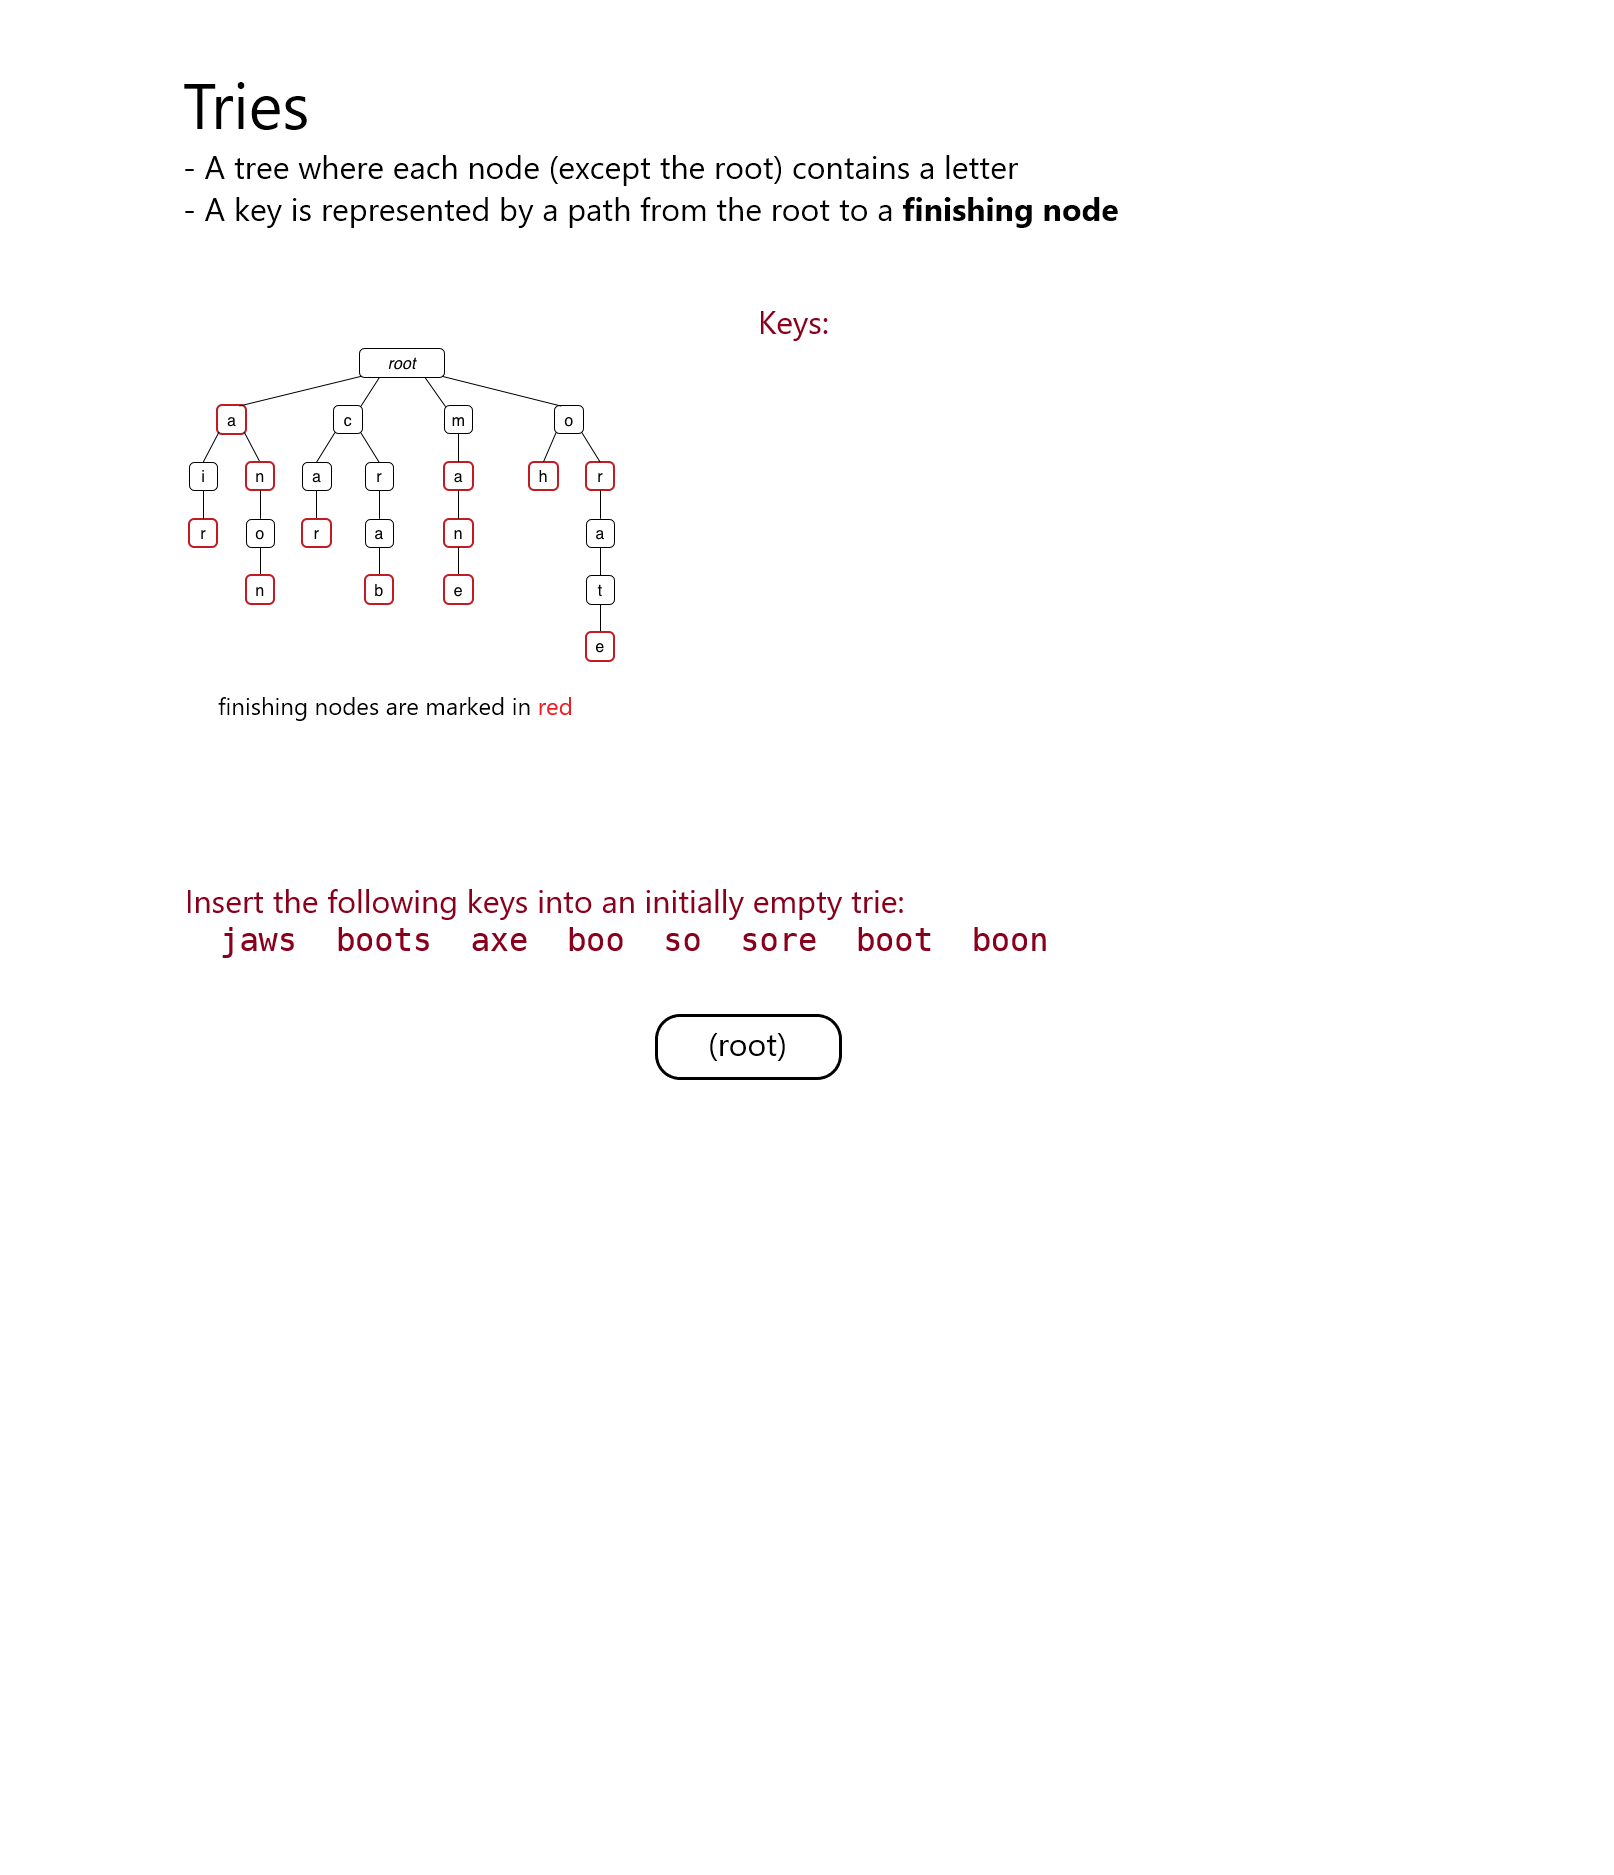 Tries
- A tree where each node (except the root) contains a letter
- A key is represented by a path from the root to a finishing node
Keys:
root
a c m o
i n a r a h r
r o r a n a
n b e t
e
finishing nodes are marked in red
Insert the following keys into an initially empty trie:
jaws boots axe boo so sore boot boon
(root)